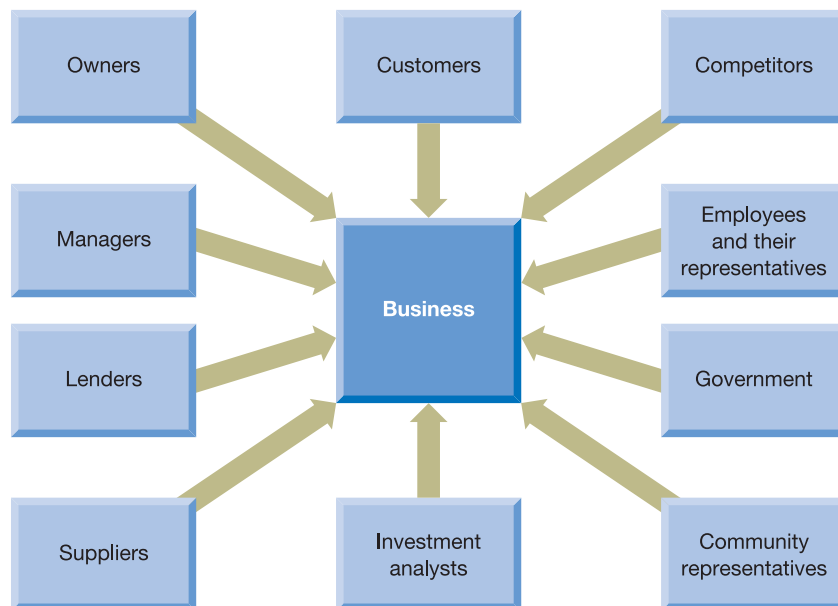 Owners
Customers
Competitors
Managers
Employees
and their
representatives
Business
Lenders
Government
Suppliers
Investment
analysts
Community
representatives